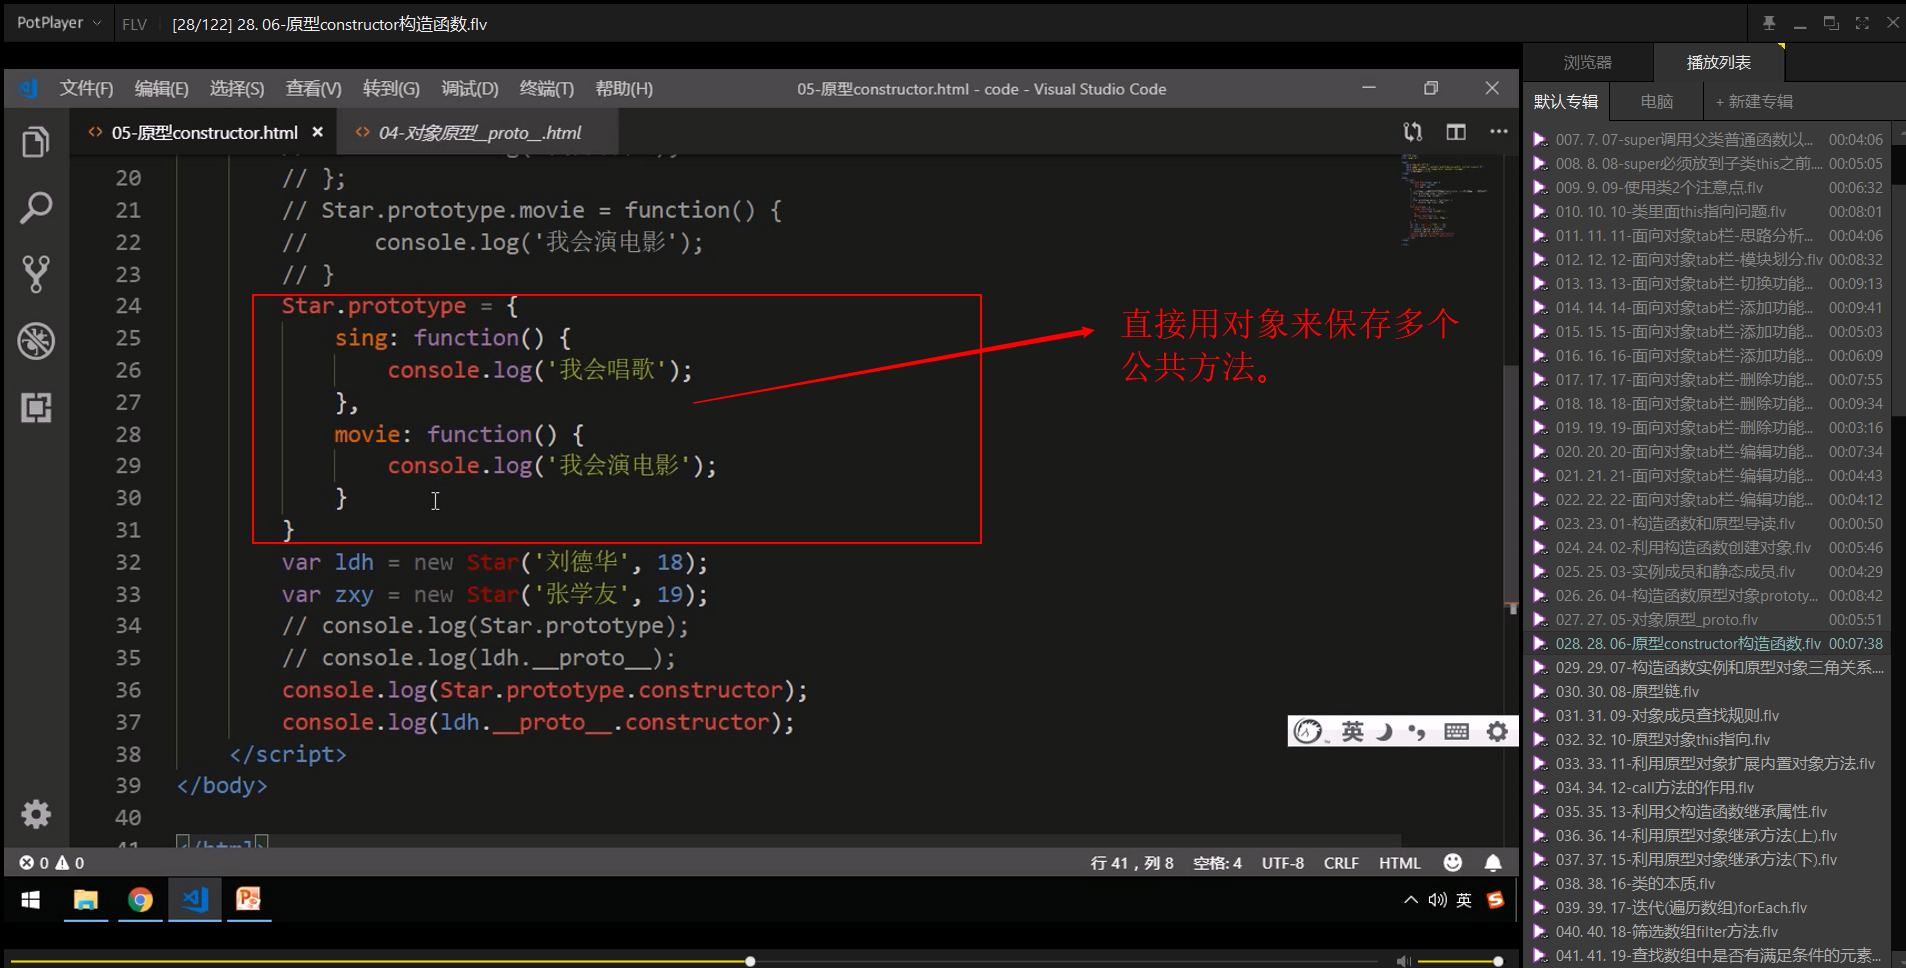 PotPlayer FLV [28/122] 28. 06-原型constructor构造函数.flv
浏览器 播放列表
默认专辑 电脑 + 新建专辑
文件(F) 编辑(E) 选择(S) 查看(V) 转到(G) 调试(D) 终端(T) 帮助(H) 05-原型constructor.html - code - Visual Studio Code
<> 05-原型constructor.html × <> 04-对象原型__proto__.html
20 // };
21 // Star.prototype.movie = function() {
22 // console.log('我会演电影');
23 // }
24 Star.prototype = {
25 sing: function() {
26 console.log('我会唱歌');
27 },
28 movie: function() {
29 console.log('我会演电影');
30 }
31 }
32 var ldh = new Star('刘德华', 18);
33 var zxy = new Star('张学友', 19);
34 // console.log(Star.prototype);
35 // console.log(ldh.__proto__);
36 console.log(Star.prototype.constructor);
37 console.log(ldh.__proto__.constructor);
38 </script>
39 </body>
40
41 </html>
直接用对象来保存多个
公共方法。
英
0 0 行 41，列 8 空格: 4 UTF-8 CRLF HTML
英
007. 7. 07-super调用父类普通函数以... 00:04:06
008. 8. 08-super必须放到子类this之前.... 00:05:05
009. 9. 09-使用类2个注意点.flv 00:06:32
010. 10. 10-类里面this指向问题.flv 00:08:01
011. 11. 11-面向对象tab栏-思路分析... 00:04:06
012. 12. 12-面向对象tab栏-模块划分.flv 00:08:32
013. 13. 13-面向对象tab栏-切换功能... 00:09:13
014. 14. 14-面向对象tab栏-添加功能... 00:09:41
015. 15. 15-面向对象tab栏-添加功能... 00:05:03
016. 16. 16-面向对象tab栏-添加功能... 00:06:09
017. 17. 17-面向对象tab栏-删除功能... 00:07:55
018. 18. 18-面向对象tab栏-删除功能... 00:09:34
019. 19. 19-面向对象tab栏-删除功能... 00:03:16
020. 20. 20-面向对象tab栏-编辑功能... 00:07:34
021. 21. 21-面向对象tab栏-编辑功能... 00:04:43
022. 22. 22-面向对象tab栏-编辑功能... 00:04:12
023. 23. 01-构造函数和原型导读.flv 00:00:50
024. 24. 02-利用构造函数创建对象.flv 00:05:46
025. 25. 03-实例成员和静态成员.flv 00:04:29
026. 26. 04-构造函数原型对象prototy... 00:08:42
027. 27. 05-对象原型_proto.flv 00:05:51
028. 28. 06-原型constructor构造函数.flv 00:07:38
029. 29. 07-构造函数实例和原型对象三角关系....
030. 30. 08-原型链.flv
031. 31. 09-对象成员查找规则.flv
032. 32. 10-原型对象this指向.flv
033. 33. 11-利用原型对象扩展内置对象方法.flv
034. 34. 12-call方法的作用.flv
035. 35. 13-利用父构造函数继承属性.flv
036. 36. 14-利用原型对象继承方法(上).flv
037. 37. 15-利用原型对象继承方法(下).flv
038. 38. 16-类的本质.flv
039. 39. 17-迭代(遍历数组)forEach.flv
040. 40. 18-筛选数组filter方法.flv
041. 41. 19-查找数组中是否有满足条件的元素...